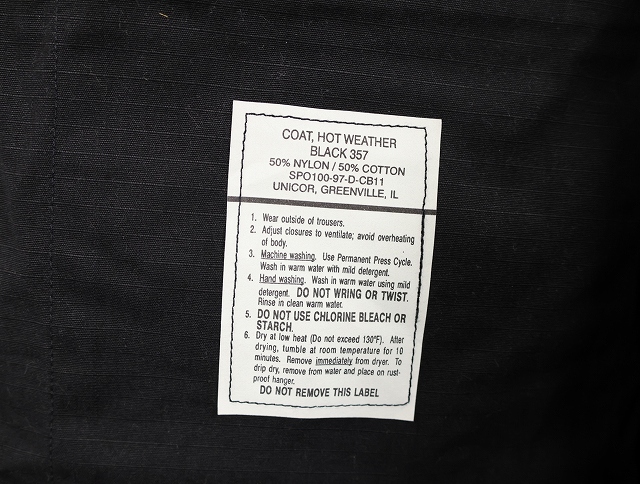 COAT, HOT WEATHER
BLACK 357
50% NYLON / 50% COTTON
SPO100-97-D-CB11
UNICOR, GREENVILLE, IL
1. Wear outside of trousers.
2. Adjust closures to ventilate; avoid overheating
of body.
3. Machine washing. Use Permanent Press Cycle.
Wash in warm water with mild detergent.
4. Hand washing. Wash in warm water using mild
detergent. DO NOT WRING OR TWIST.
Rinse in clean warm water.
5. DO NOT USE CHLORINE BLEACH OR
STARCH.
6. Dry at low heat (Do not exceed 130°F). After
drying, tumble at room temperature for 10
minutes. Remove immediately from dryer. To
drip dry, remove from water and place on rust-
proof hanger.
DO NOT REMOVE THIS LABEL